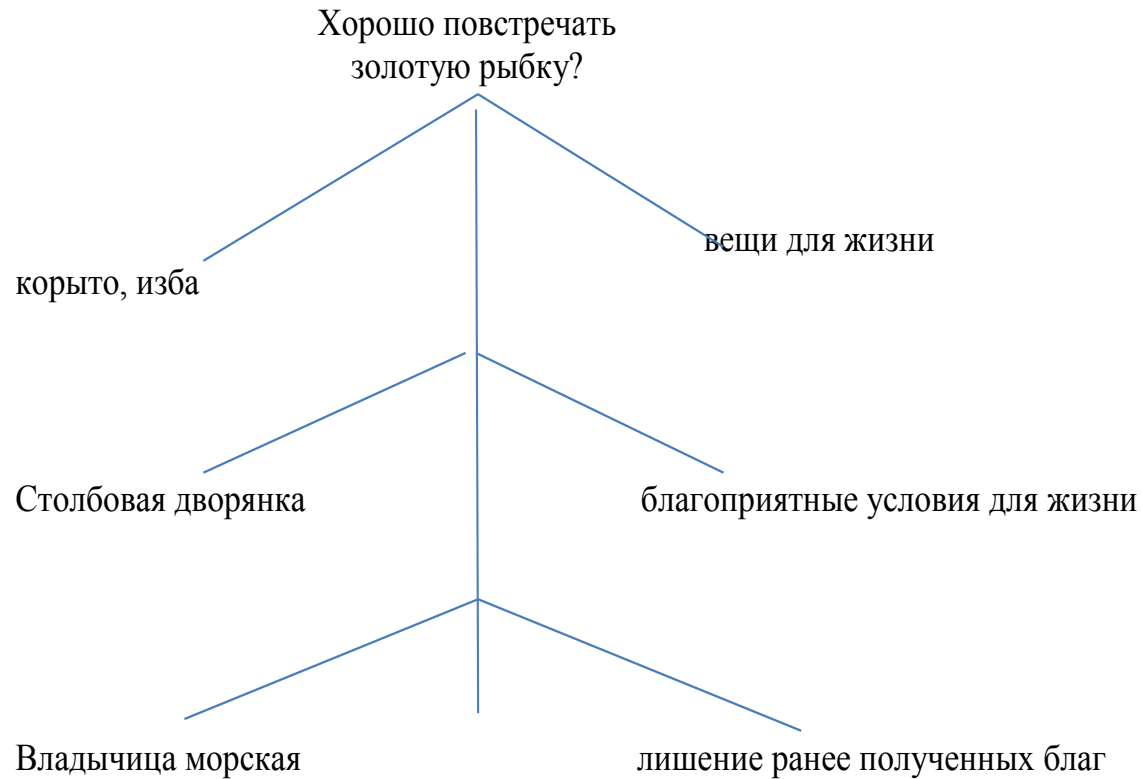 Хорошо повстречать
золотую рыбку?
вещи для жизни
корыто, изба
Столбовая дворянка
благоприятные условия для жизни
Владычица морская
лишение ранее полученных благ